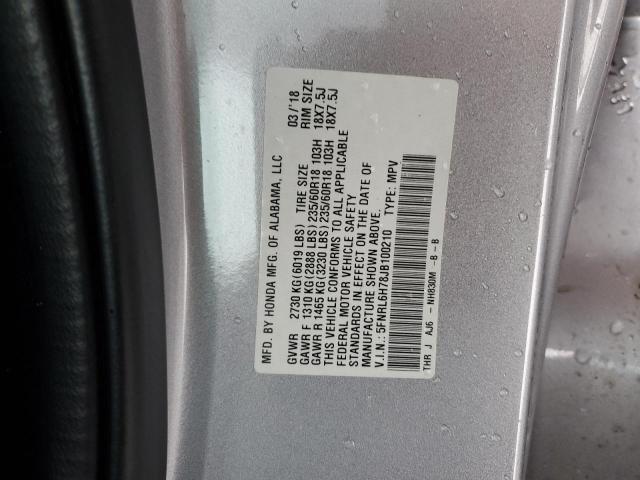 MFD. BY HONDA MFG. OF ALABAMA, LLC 03/'18
GVWR 2730 KG(6019 LBS) TIRE SIZE RIM SIZE
GAWR F 1310 KG(2888 LBS)235/60R18 103H 18X7.5J
GAWR R 1465 KG(3230 LBS)235/60R18 103H 18X7.5J
THIS VEHICLE CONFORMS TO ALL APPLICABLE
FEDERAL MOTOR VEHICLE SAFETY
STANDARDS IN EFFECT ON THE DATE OF
MANUFACTURE SHOWN ABOVE.
V.I.N.:5FNRL6H78JB100210 TYPE: MPV
THR J AJ6 - NH830M -B -B